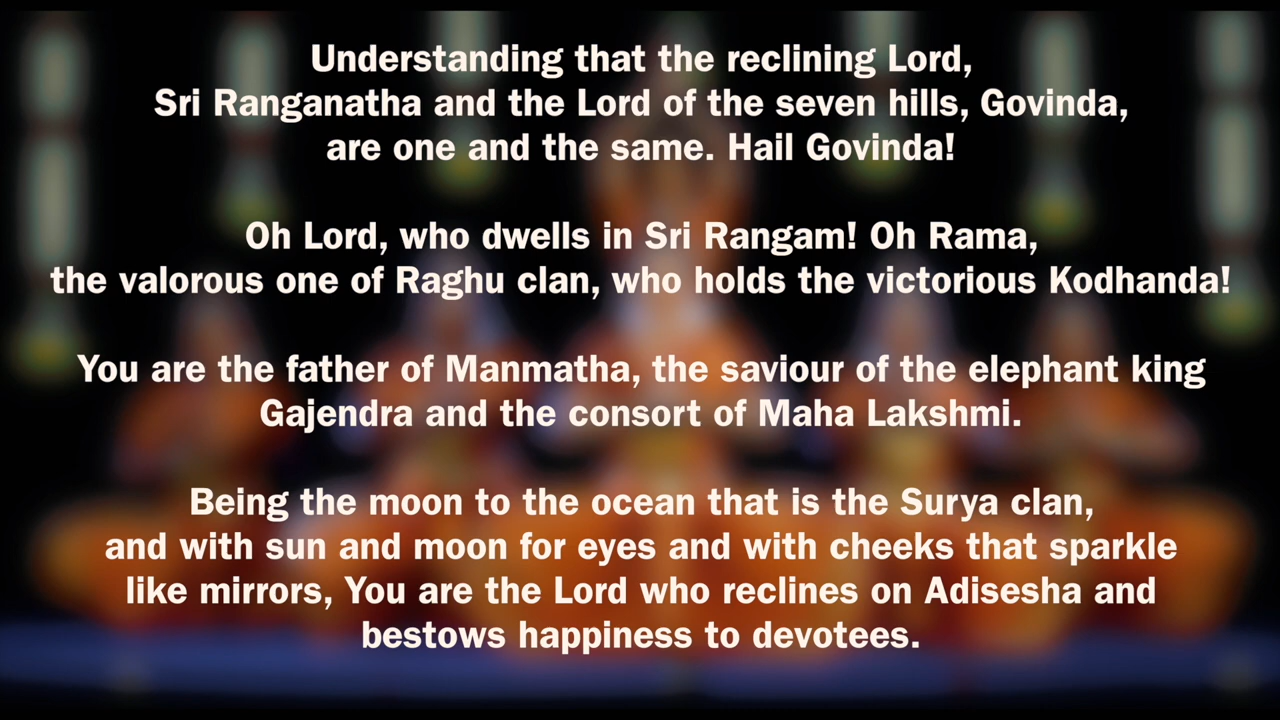 Understanding that the reclining Lord,
Sri Ranganatha and the Lord of the seven hills, Govinda,
are one and the same. Hail Govinda!
Oh Lord, who dwells in Sri Rangam! Oh Rama,
the valorous one of Raghu clan, who holds the victorious Kodhanda!
You are the father of Manmatha, the saviour of the elephant king
Gajendra and the consort of Maha Lakshmi.
Being the moon to the ocean that is the Surya clan,
and with sun and moon for eyes and with cheeks that sparkle
like mirrors, You are the Lord who reclines on Adisesha and
bestows happiness to devotees.